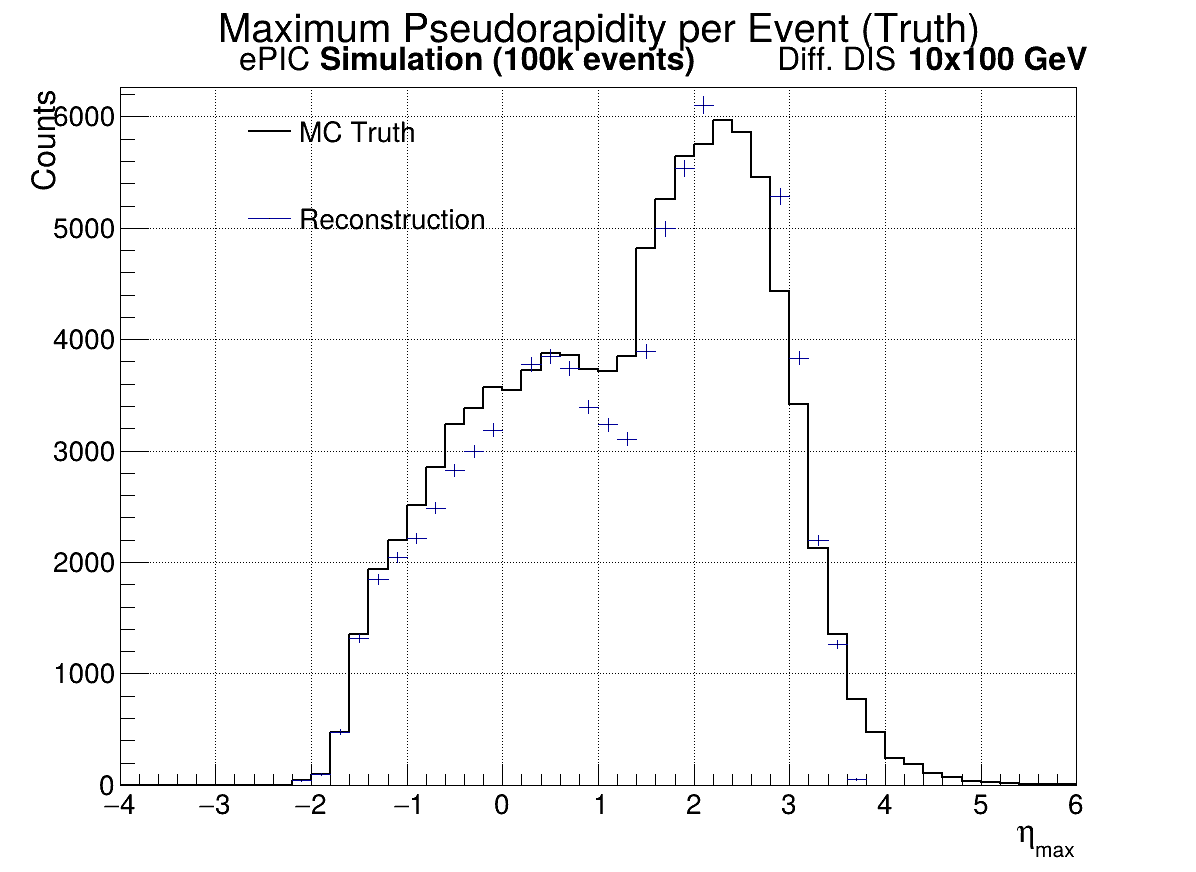 Maximum Pseudorapidity per Event (Truth)
ePIC Simulation (100k events) Diff. DIS 10x100 GeV
Counts
MC Truth
Reconstruction
6000
5000
4000
3000
2000
1000
0
−4 −3 −2 −1 0 1 2 3 4 5 6
ηmax